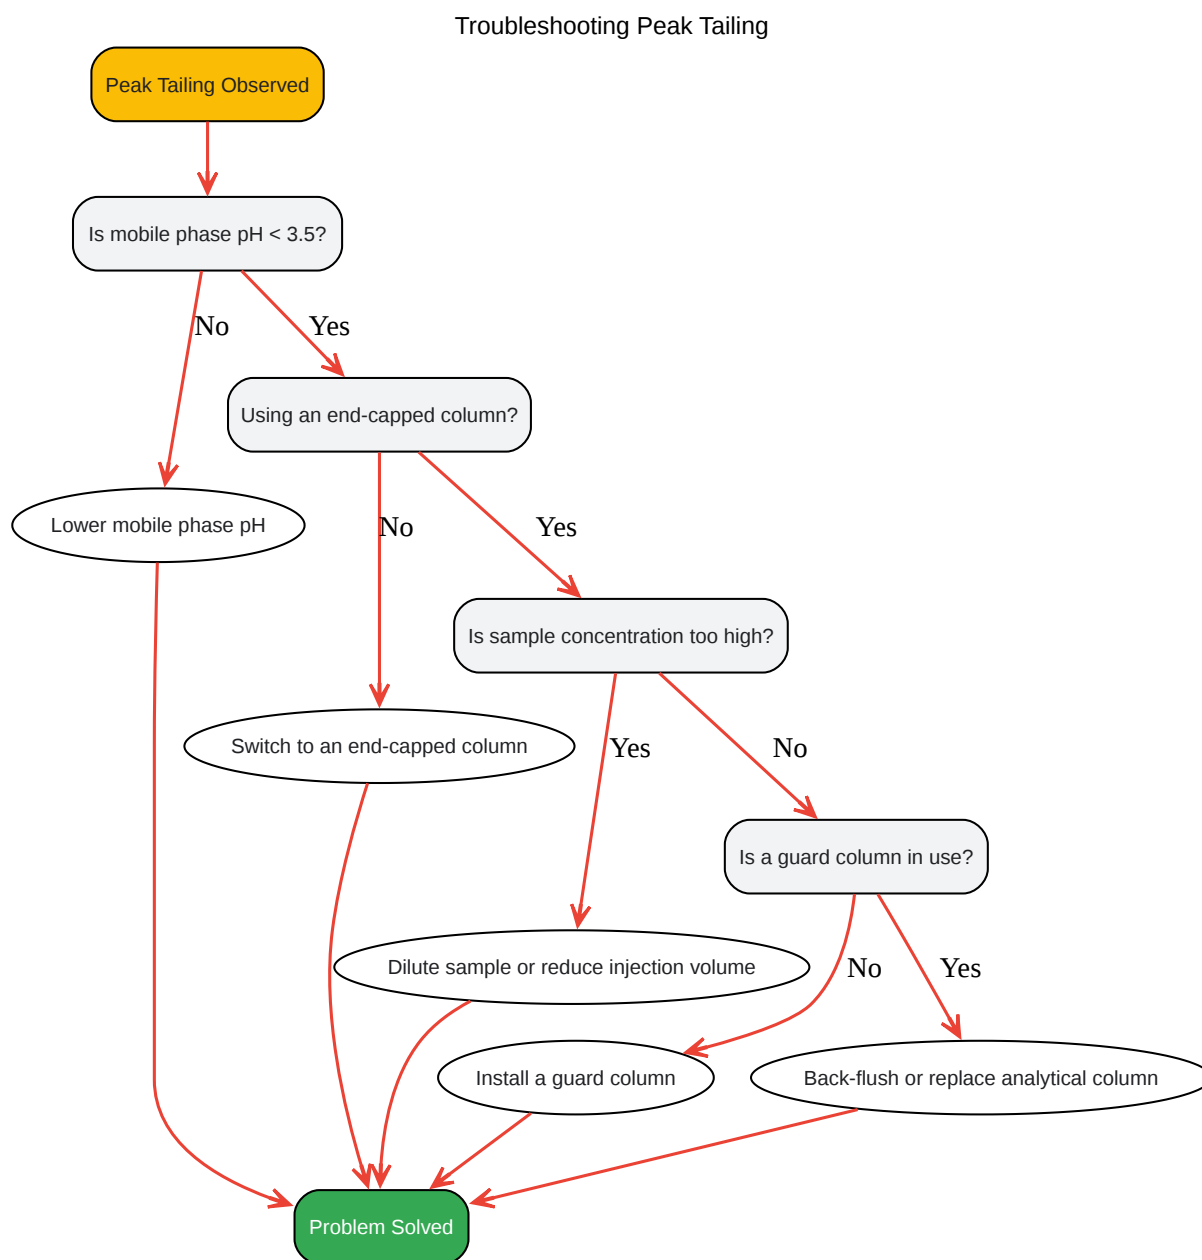 Troubleshooting Peak Tailing
Peak Tailing Observed
Is mobile phase pH < 3.5?
No
Yes
Using an end-capped column?
Lower mobile phase pH
No
Yes
Is sample concentration too high?
Switch to an end-capped column
Yes
No
Is a guard column in use?
Dilute sample or reduce injection volume
No
Yes
Install a guard column
Back-flush or replace analytical column
Problem Solved